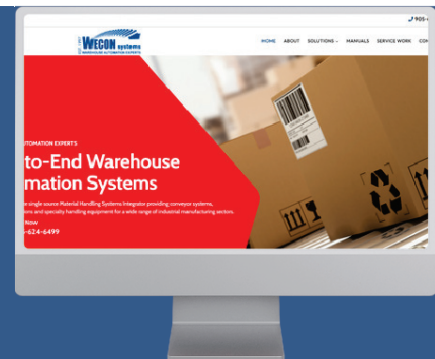 905-
WECON systems
WAREHOUSE AUTOMATION EXPERTS
HOME ABOUT SOLUTIONS MANUALS SERVICE WORK CON
UTOMATION EXPERTS
to-End Warehouse
mation Systems
single source Material Handling Systems Integrator providing conveyor systems,
ons and specialty handling equipment for a wide range of industrial manufacturing sectors.
Now
-624-6499